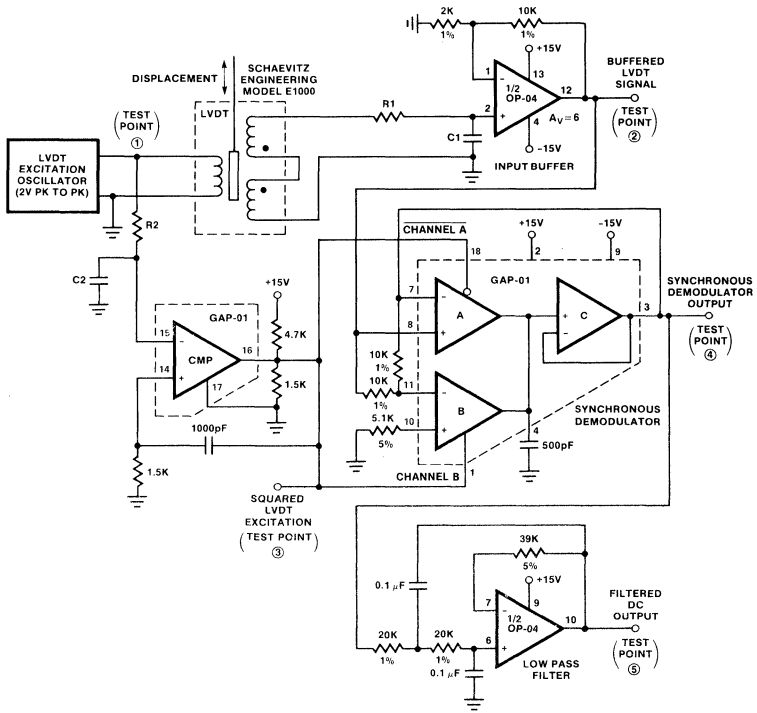 2K
1%
10K
1%
+15V
1
13
1/2
OP-04
12
2
4
AV=6
–15V
INPUT BUFFER
BUFFERED
LVDT
SIGNAL
(TEST
POINT)
②
SCHAEVITZ
ENGINEERING
MODEL E1000
DISPLACEMENT
LVDT
R1
C1
(TEST
POINT)
①
LVDT
EXCITATION
OSCILLATOR
(2V PK TO PK)
R2
C2
CHANNEL A
18
+15V
2
-15V
9
GAP-01
7
A
8
C
3
SYNCHRONOUS
DEMODULATOR
OUTPUT
(TEST
POINT)
④
10K
1%
10K
1%
11
B
5.1K
5%
10
4
500pF
1
CHANNEL B
SYNCHRONOUS
DEMODULATOR
+15V
GAP-01
4.7K
15
CMP
16
14
17
1.5K
1000pF
1.5K
SQUARED
LVDT
EXCITATION
(TEST POINT)
③
39K
5%
+15V
0.1 µF
7
9
1/2
OP-04
10
6
20K
1%
20K
1%
0.1 µF
LOW PASS
FILTER
FILTERED
DC
OUTPUT
(TEST
POINT)
⑤